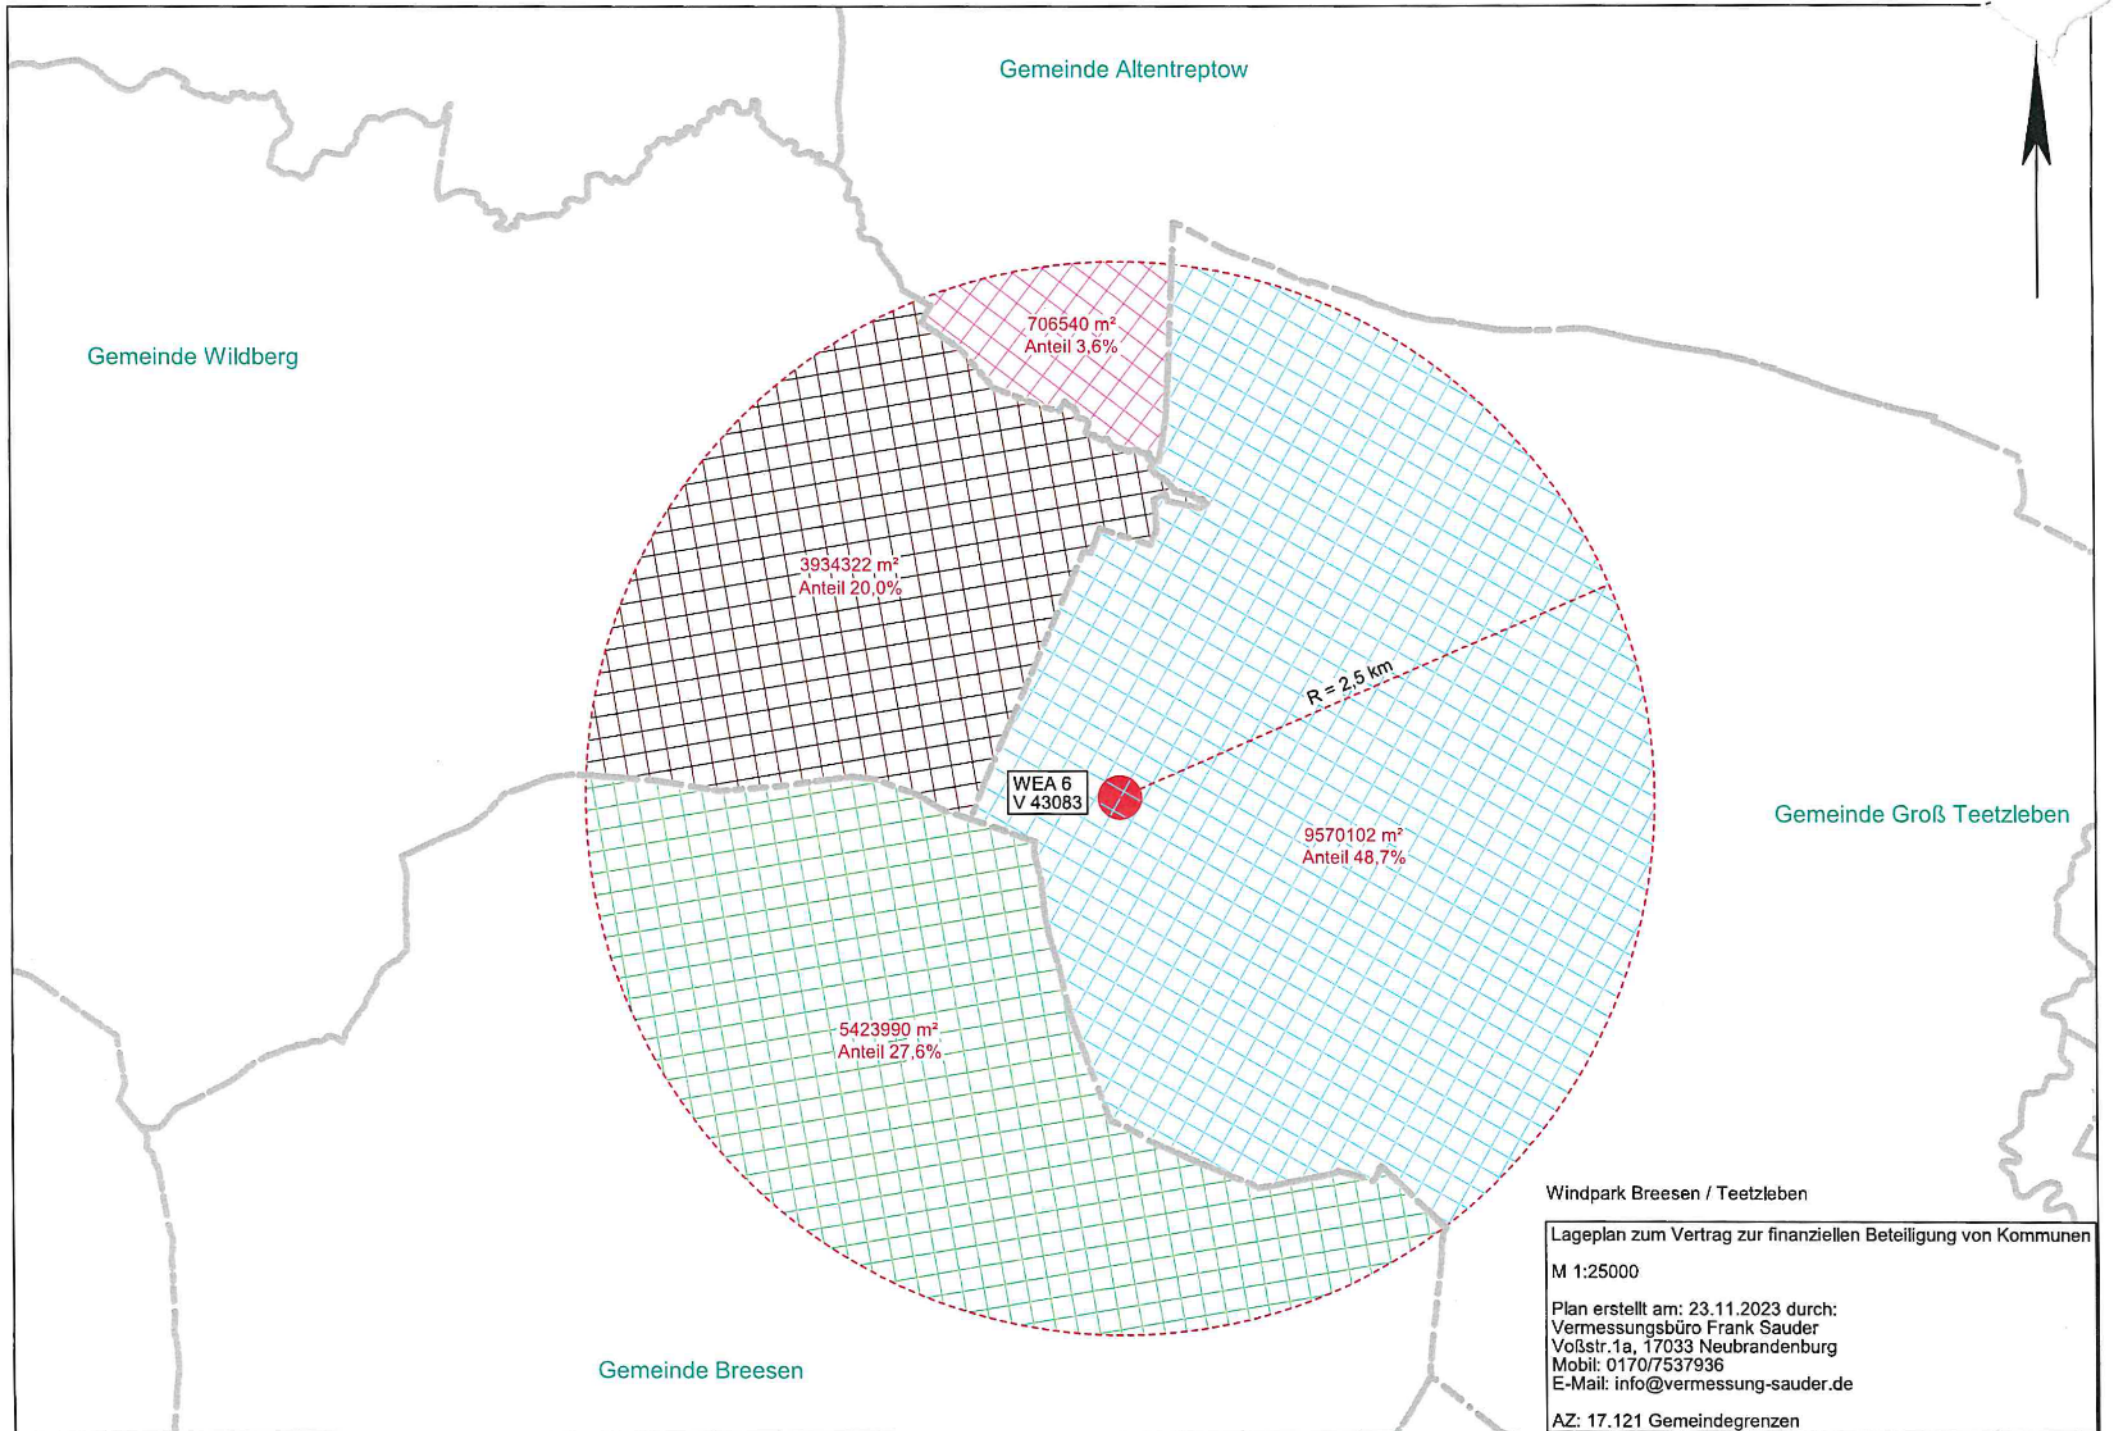 Gemeinde Altentreptow
Gemeinde Wildberg
706540 m²
Anteil 3,6%
3934322 m²
Anteil 20,0%
R = 2,5 km
WEA 6
V 43083
Gemeinde Groß Teetzleben
9570102 m²
Anteil 48,7%
5423990 m²
Anteil 27,6%
Gemeinde Breesen
Windpark Breesen / Teetzleben
Lageplan zum Vertrag zur finanziellen Beteiligung von Kommunen
M 1:25000
Plan erstellt am: 23.11.2023 durch:
Vermessungsbüro Frank Sauder
Voßstr.1a, 17033 Neubrandenburg
Mobil: 0170/7537936
E-Mail: info@vermessung-sauder.de
AZ: 17.121 Gemeindegrenzen